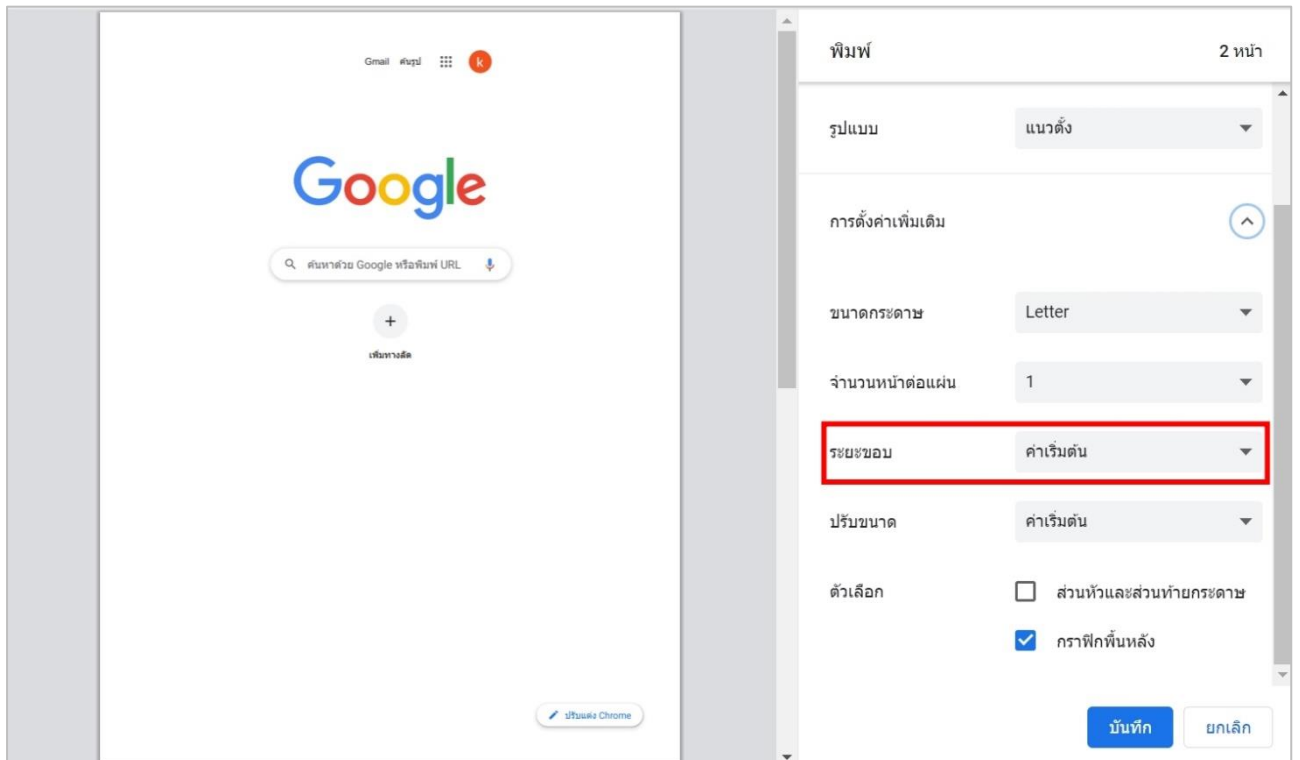 Gmail ค้นรูป
k
Google
ค้นหาด้วย Google หรือพิมพ์ URL
เพิ่มทางลัด
ปรับแต่ง Chrome
พิมพ์ 2 หน้า
รูปแบบ แนวตั้ง
การตั้งค่าเพิ่มเติม
ขนาดกระดาษ Letter
จำนวนหน้าต่อแผ่น 1
ระยะขอบ ค่าเริ่มต้น
ปรับขนาด ค่าเริ่มต้น
ตัวเลือก ส่วนหัวและส่วนท้ายกระดาษ
กราฟิกพื้นหลัง
บันทึก ยกเลิก